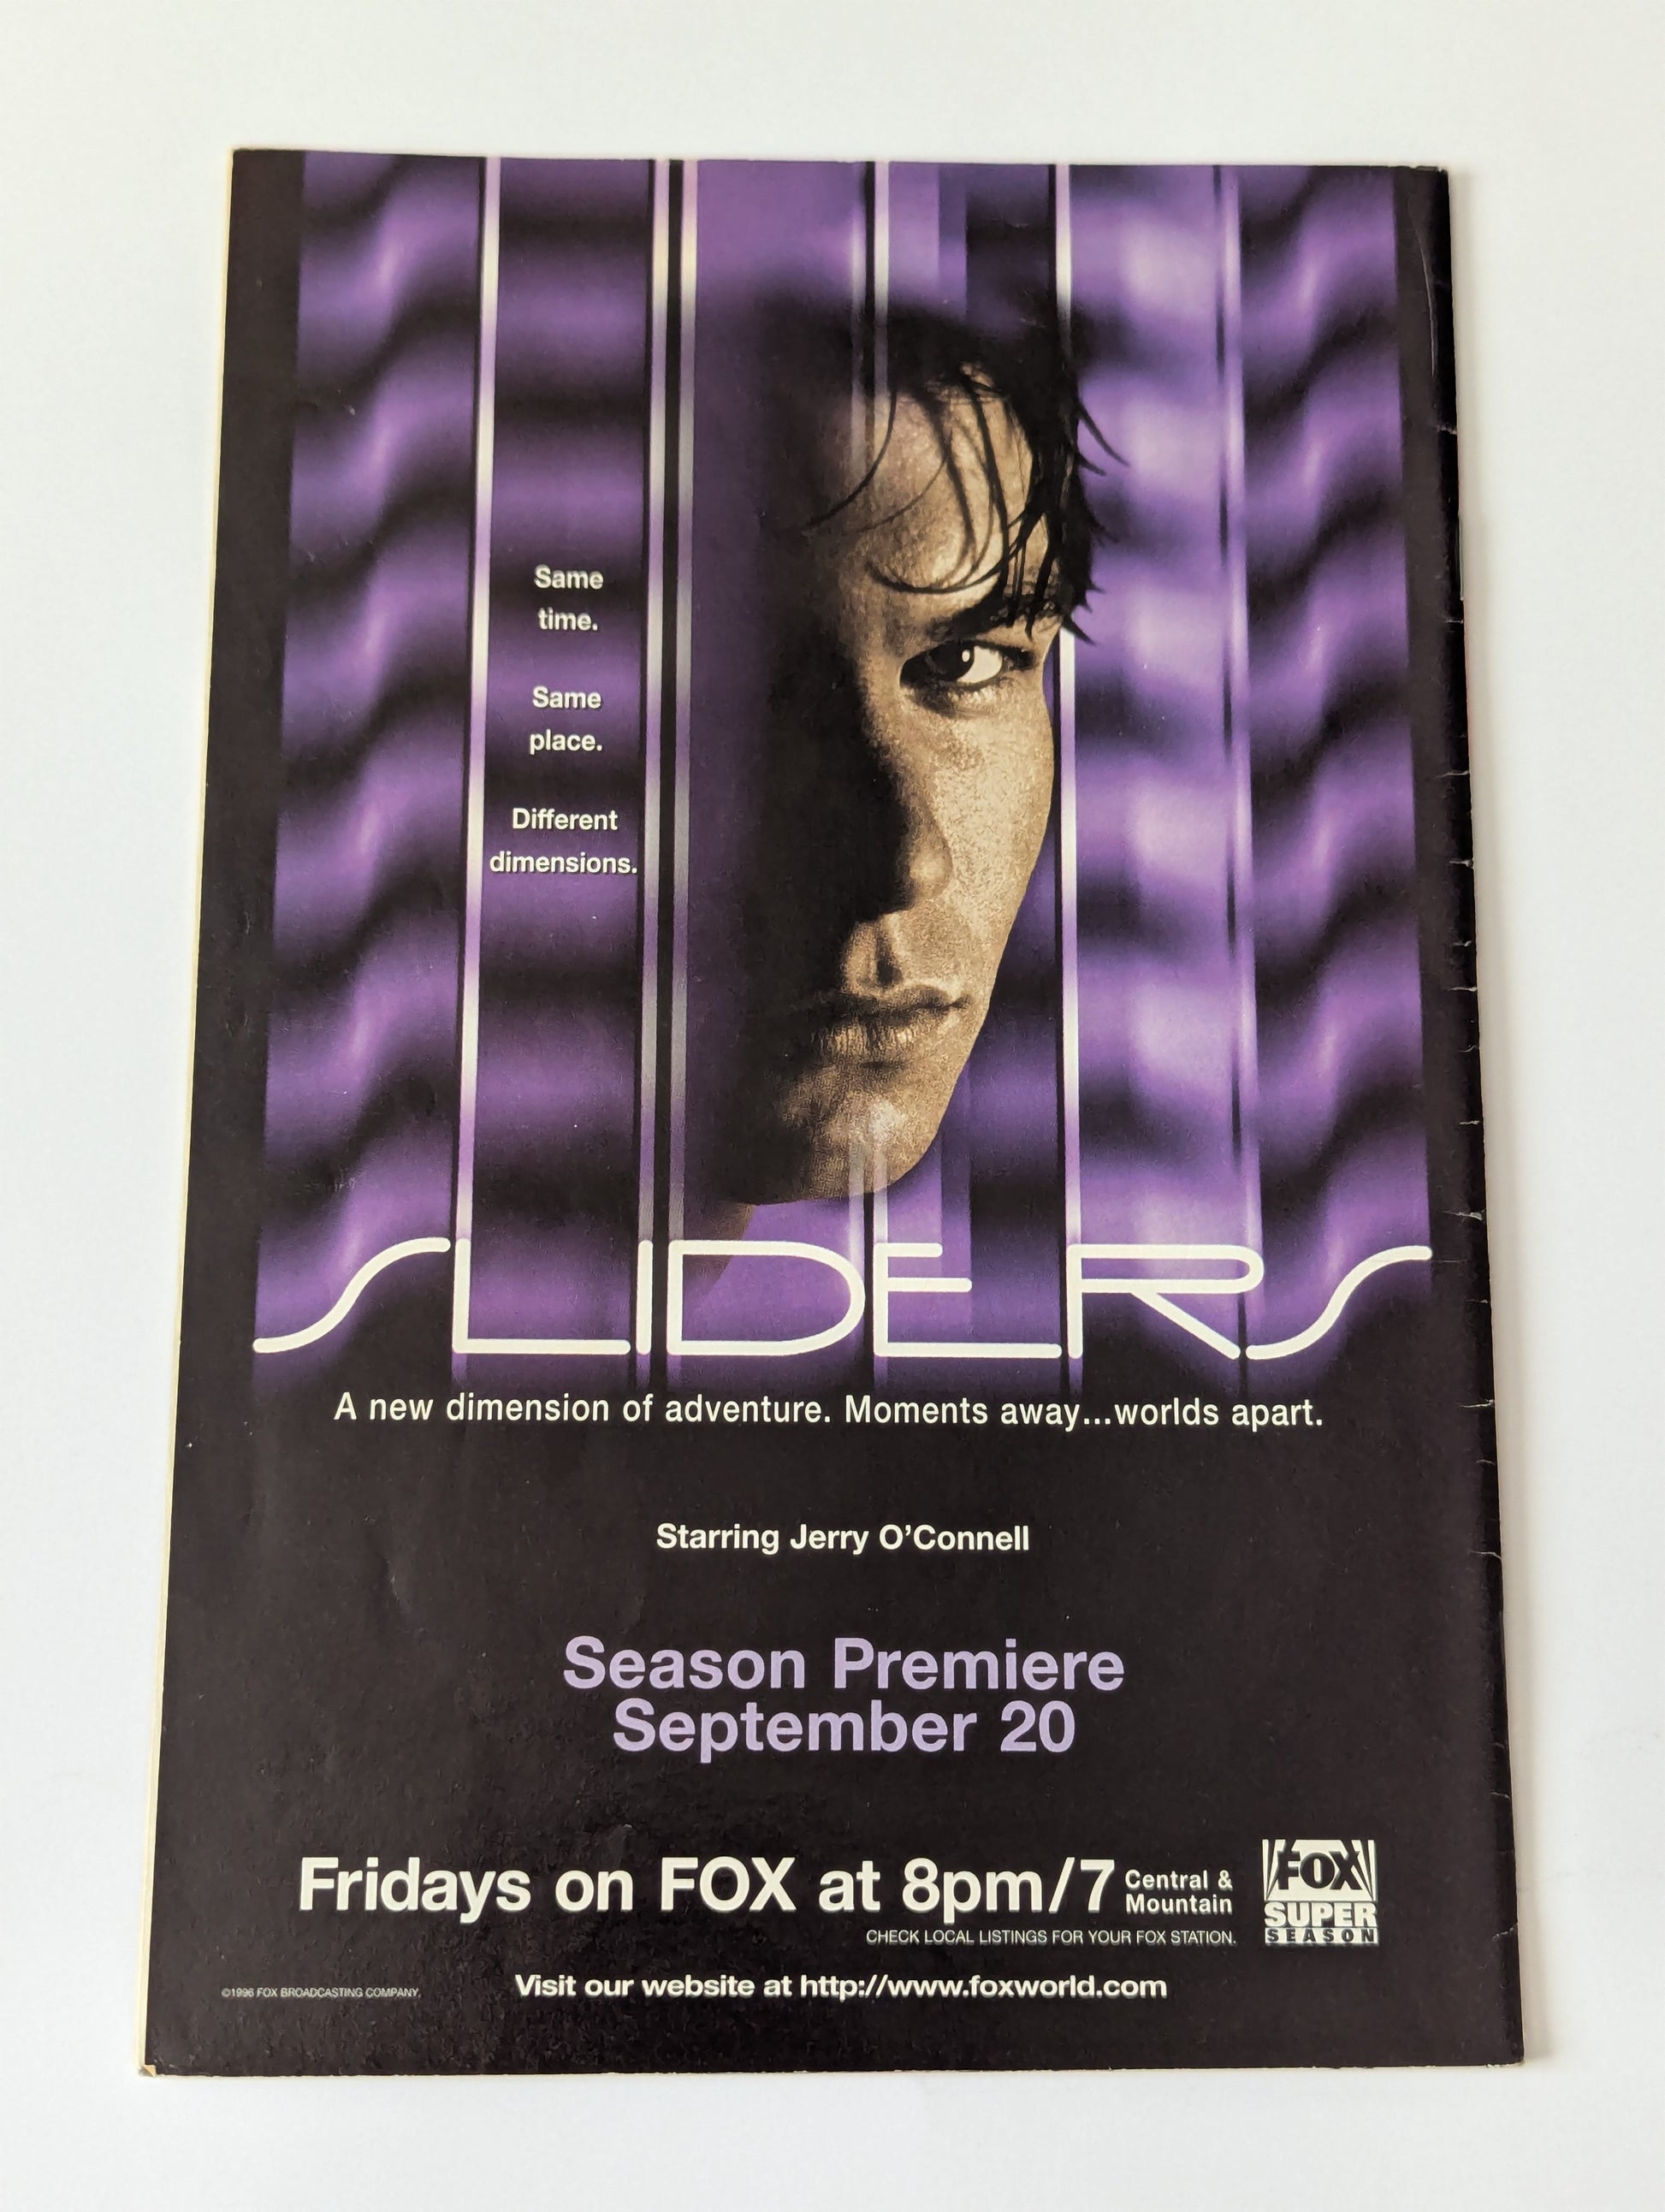 Same
time.
Same
place.
Different
dimensions.
SLIDERS
A new dimension of adventure. Moments away...worlds apart.
Starring Jerry O'Connell
Season Premiere
September 20
Fridays on FOX at 8pm/7 Central &
Mountain
CHECK LOCAL LISTINGS FOR YOUR FOX STATION.
FOX
SUPER
SEASON
©1996 FOX BROADCASTING COMPANY.
Visit our website at http://www.foxworld.com